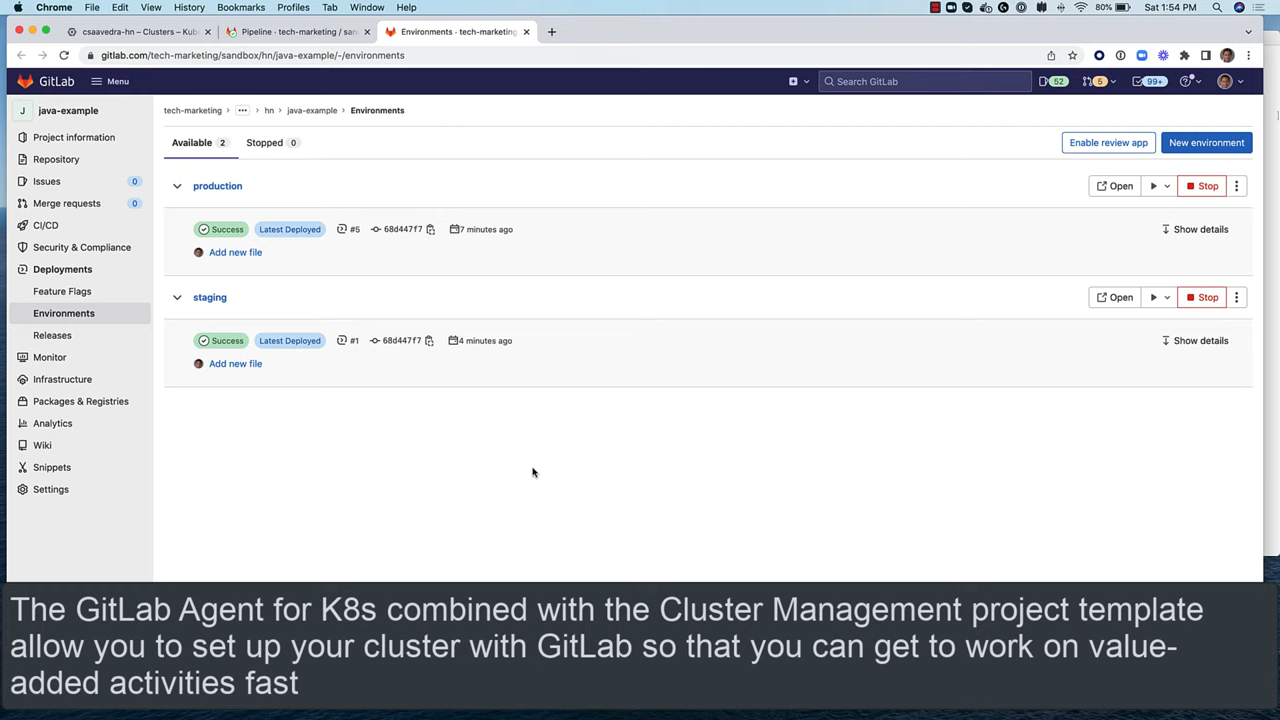 Chrome File Edit View History Bookmarks Profiles Tab Window Help 80% Sat 1:54 PM
csaavedra-hn – Clusters – Kub
Pipeline · tech-marketing / san
Environments · tech-marketing
gitlab.com/tech-marketing/sandbox/hn/java-example/-/environments
GitLab Menu Search GitLab 52 5 99+
J java-example
tech-marketing ... hn java-example Environments
Project information
Repository
Issues 0
Merge requests 0
CI/CD
Security & Compliance
Deployments
Feature Flags
Environments
Releases
Monitor
Infrastructure
Packages & Registries
Analytics
Wiki
Snippets
Settings
Available 2 Stopped 0 Enable review app New environment
production Open Stop
Success Latest Deployed #5 68d447f7 7 minutes ago Show details
Add new file
staging Open Stop
Success Latest Deployed #1 68d447f7 4 minutes ago Show details
Add new file
The GitLab Agent for K8s combined with the Cluster Management project template
allow you to set up your cluster with GitLab so that you can get to work on value-
added activities fast